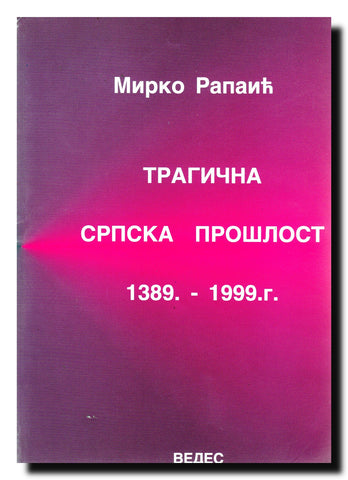 Мирко Рапаић
ТРАГИЧНА
СРПСКА ПРОШЛОСТ
1389. - 1999.г.
ВЕДЕС